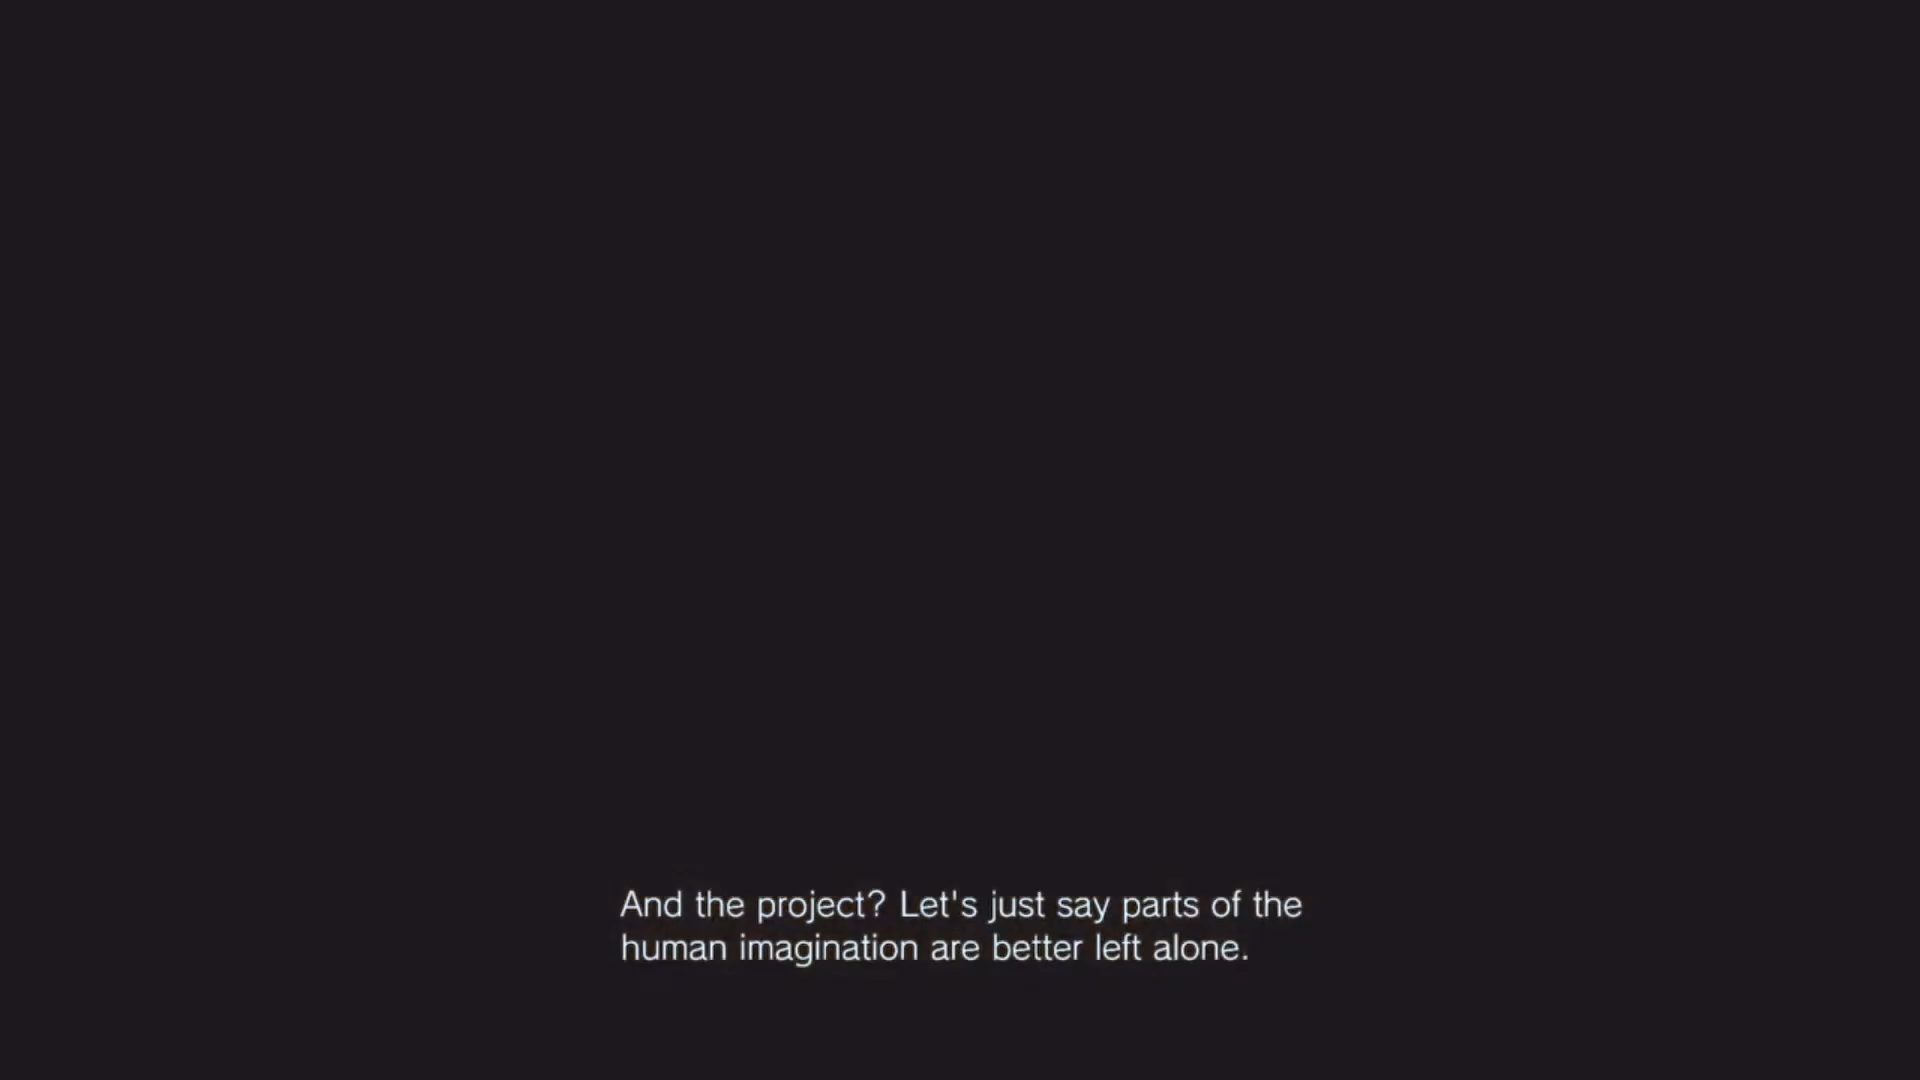 And the project? Let's just say parts of the
human imagination are better left alone.